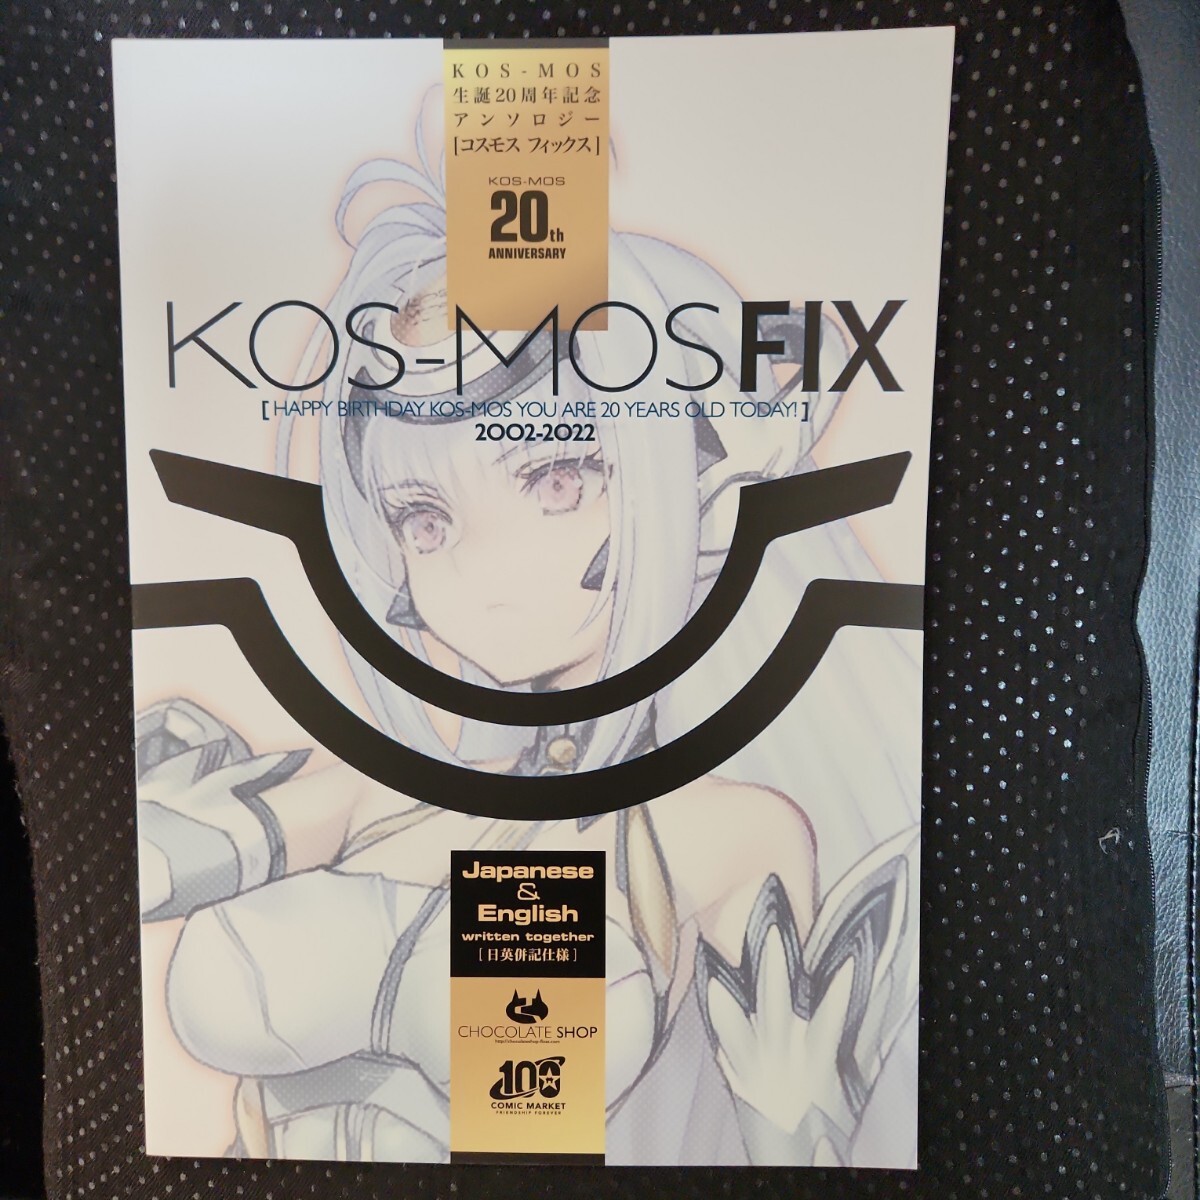 KOS-MOS
生誕20周年記念
アンソロジー
[コスモス フィックス]
KOS-MOS
20th
ANNIVERSARY
KOS-MOSFIX
[ HAPPY BIRTHDAY KOS-MOS YOU ARE 20 YEARS OLD TODAY! ]
2002-2022
Japanese
&
English
written together
[日英併記仕様]
CHOCOLATE SHOP
100
COMIC MARKET
FRIENDSHIP FOREVER